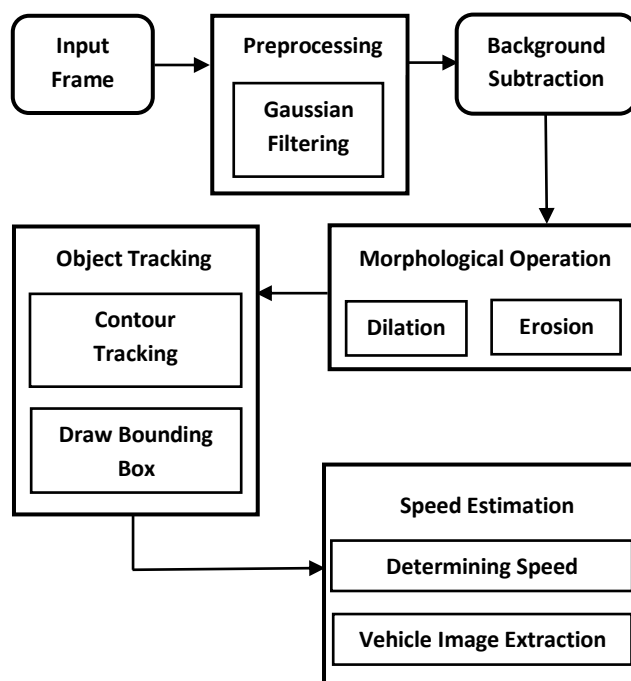 Input
Frame
Preprocessing
Gaussian
Filtering
Background
Subtraction
Morphological Operation
Dilation
Erosion
Object Tracking
Contour
Tracking
Draw Bounding
Box
Speed Estimation
Determining Speed
Vehicle Image Extraction